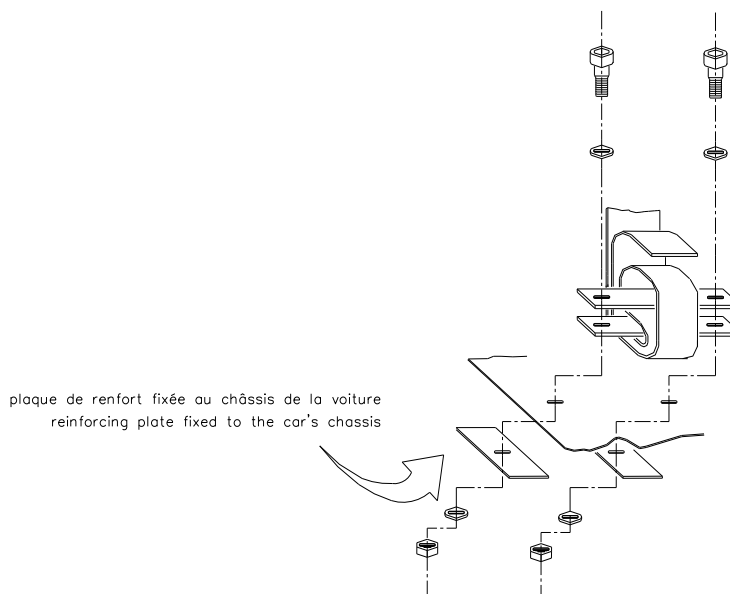 plaque de renfort fixée au châssis de la voiture
reinforcing plate fixed to the car's chassis